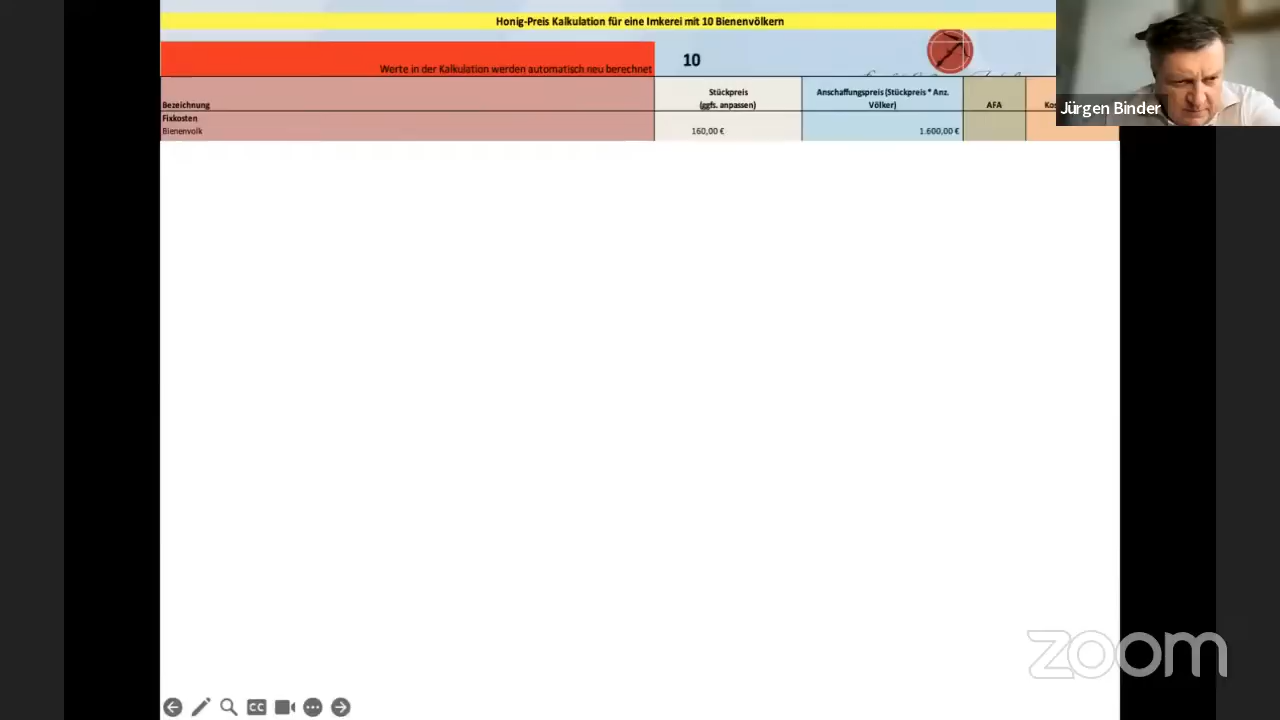 Honig-Preis Kalkulation für eine Imkerei mit 10 Bienenvölkern
Werte in der Kalkulation werden automatisch neu berechnet
10
Bezeichnung
Stückpreis
(ggfs. anpassen)
Anschaffungspreis (Stückpreis * Anz.
Völker)
AFA
Fixkosten
Bienenvolk
160,00 €
1.600,00 €
Jürgen Binder
CC
zoom